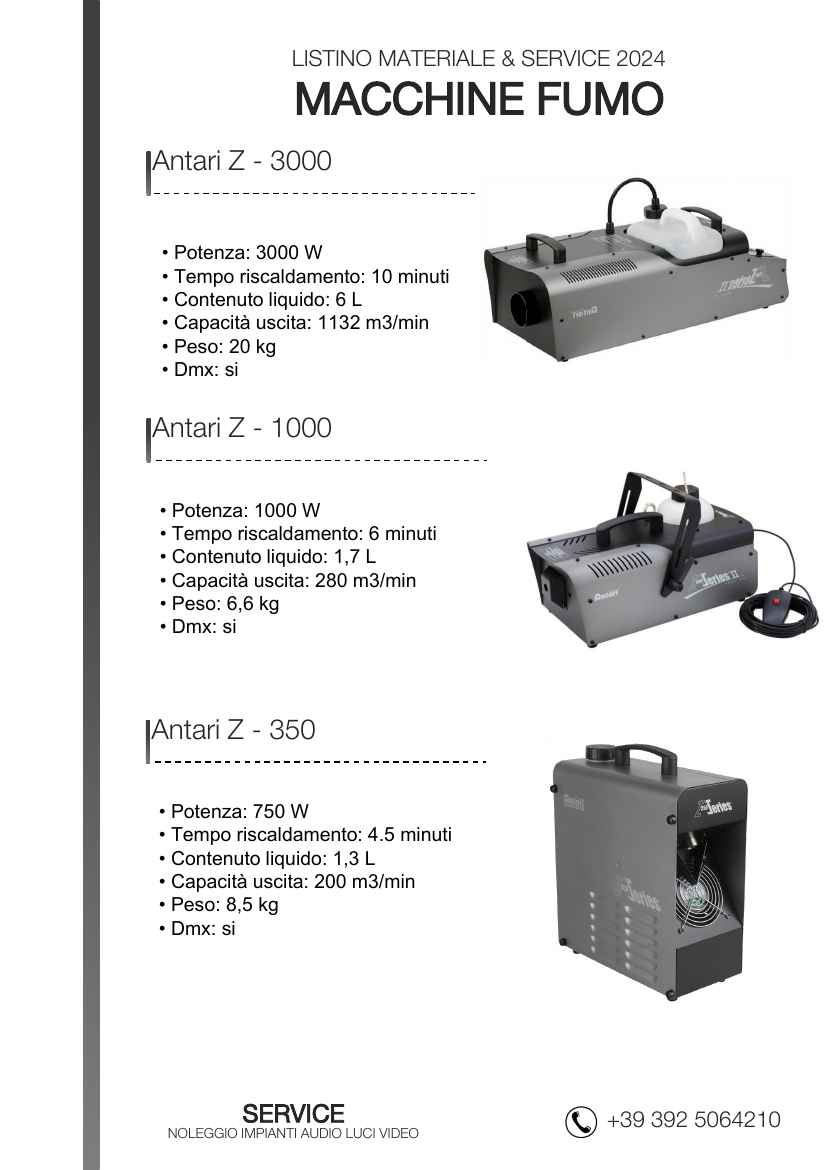 LISTINO MATERIALE & SERVICE 2024
MACCHINE FUMO
Antari Z - 3000
• Potenza: 3000 W
• Tempo riscaldamento: 10 minuti
• Contenuto liquido: 6 L
• Capacità uscita: 1132 m3/min
• Peso: 20 kg
• Dmx: si
Antari Z - 1000
• Potenza: 1000 W
• Tempo riscaldamento: 6 minuti
• Contenuto liquido: 1,7 L
• Capacità uscita: 280 m3/min
• Peso: 6,6 kg
• Dmx: si
Series II
Antari Z - 350
• Potenza: 750 W
• Tempo riscaldamento: 4.5 minuti
• Contenuto liquido: 1,3 L
• Capacità uscita: 200 m3/min
• Peso: 8,5 kg
• Dmx: si
Series
Series
SERVICE
NOLEGGIO IMPIANTI AUDIO LUCI VIDEO
+39 392 5064210